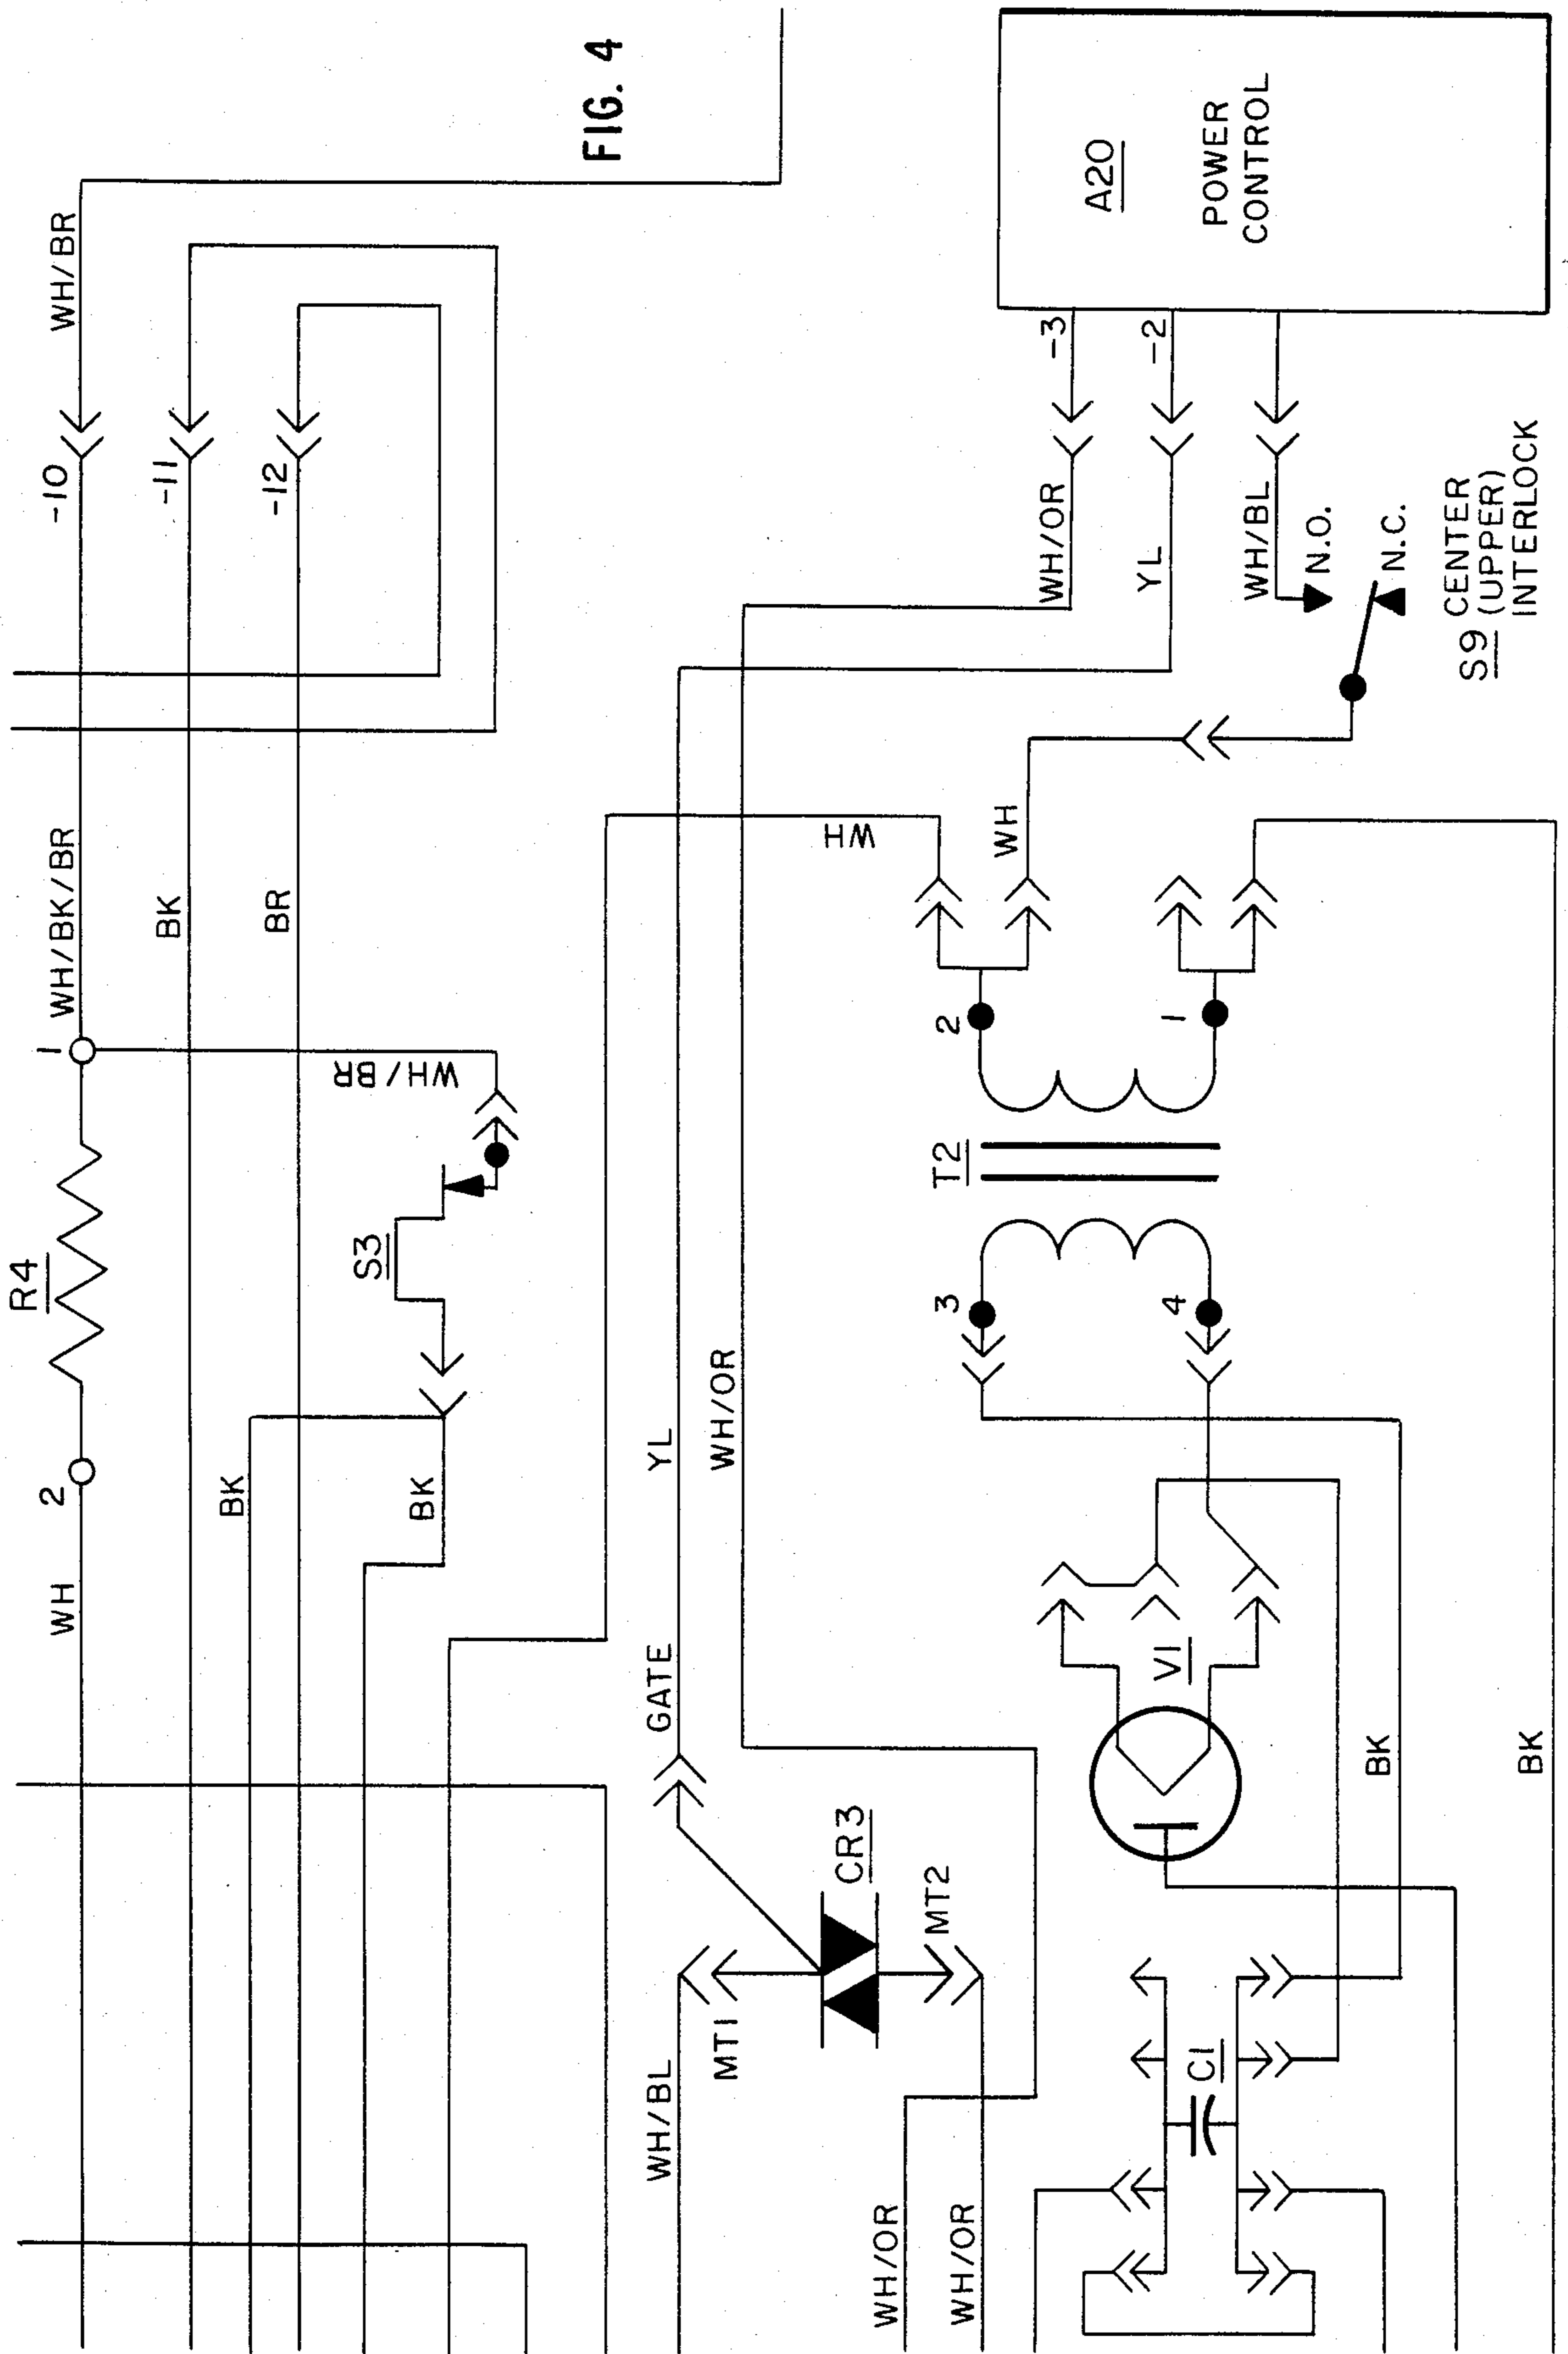 FIG. 4
R4
2
1
WH
WH/BK/BR
-10
WH/BR
BK
-11
BR
-12
BK
BK
S3
WH/BR
GATE
YL
WH/OR
WH
WH/BL
MT1
CR3
MT2
WH/OR
WH/OR
WH/OR
-3
YL
-2
WH/BL
N.O.
N.C.
S9 CENTER
(UPPER)
INTERLOCK
A20
POWER
CONTROL
WH
T2
3
2
4
1
V1
C1
BK
BK